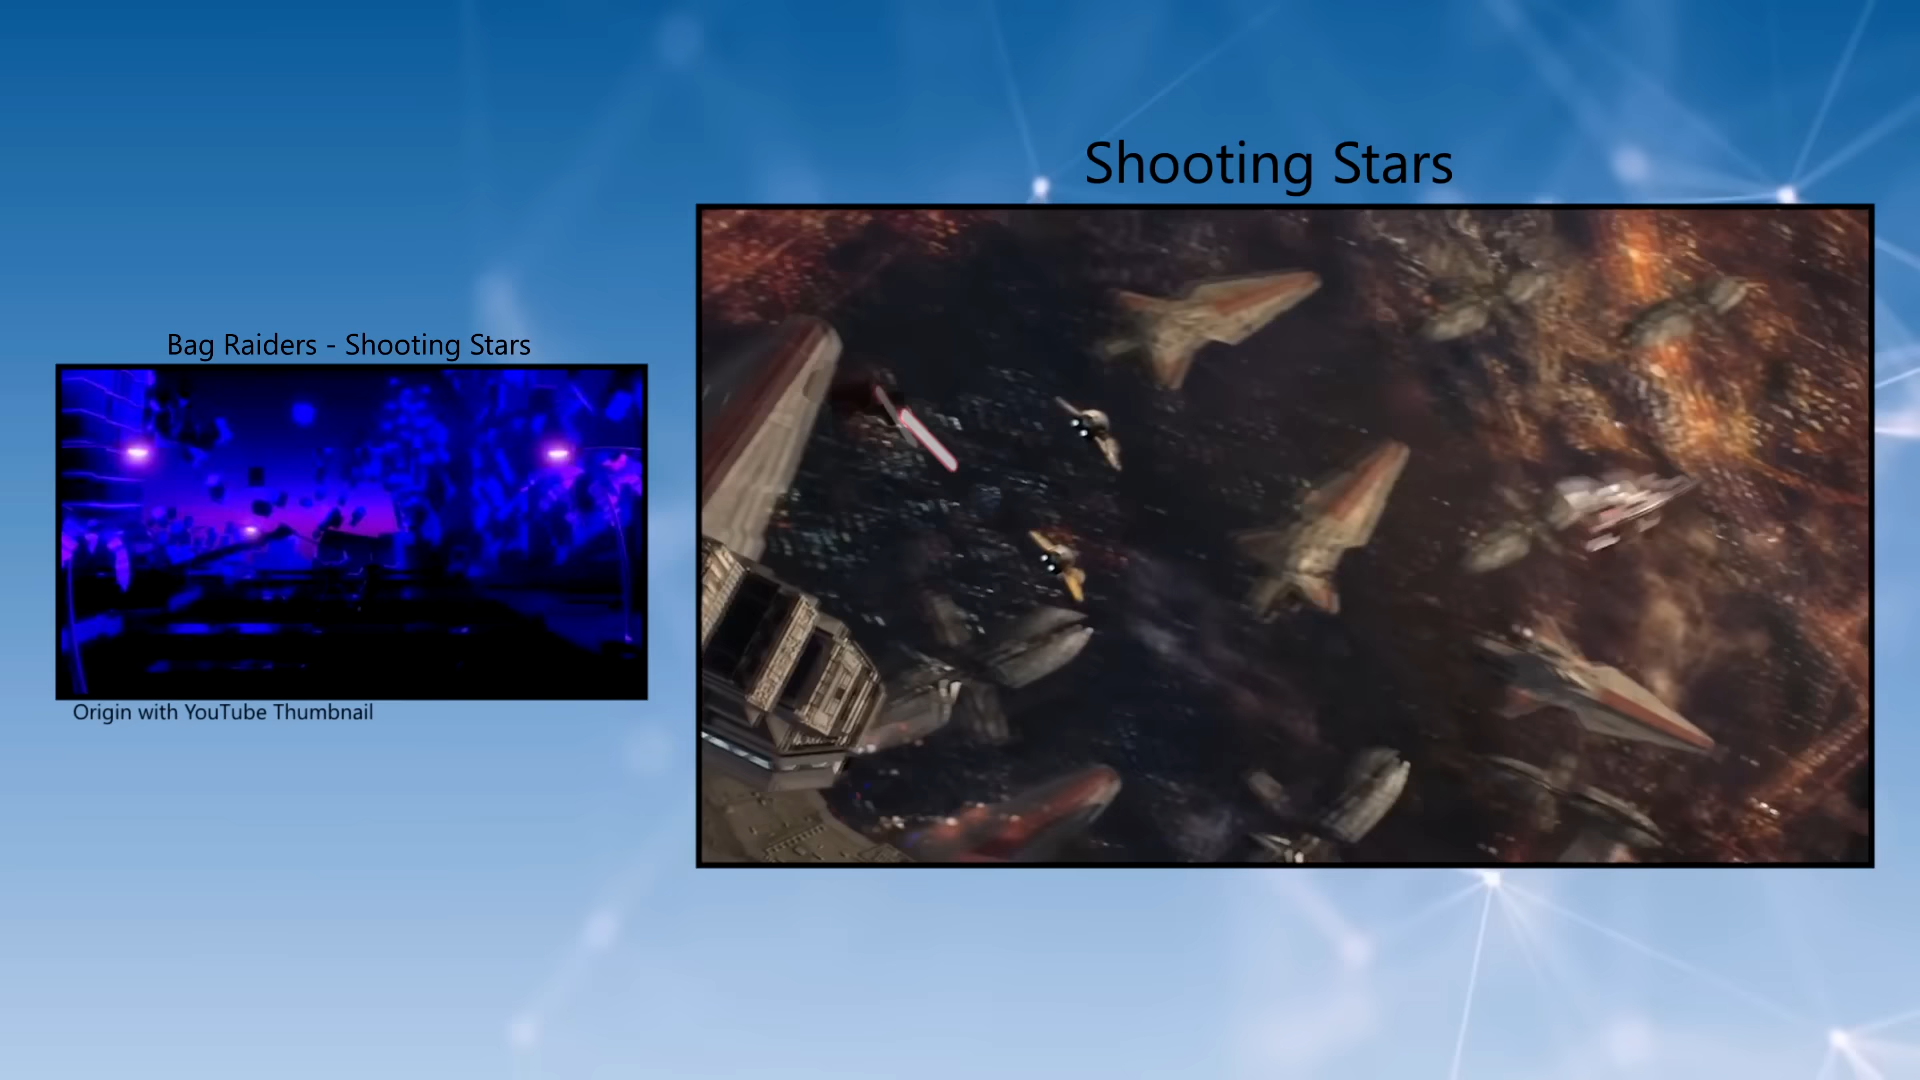 Shooting Stars
Bag Raiders - Shooting Stars
Origin with YouTube Thumbnail